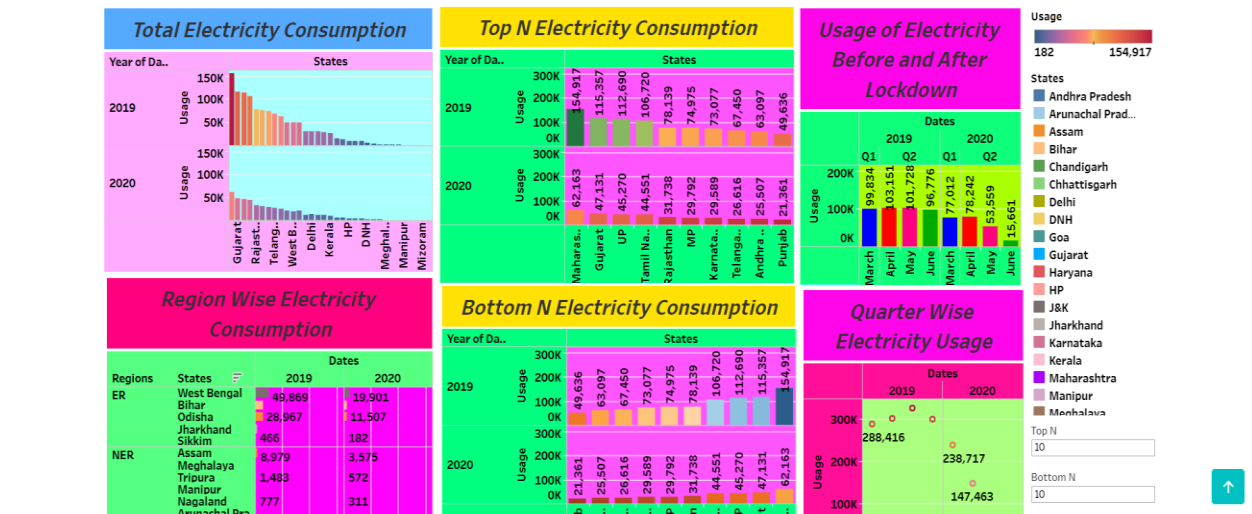 Total Electricity Consumption
Year of Da..
States
2019
Usage
150K
100K
50K
2020
Usage
150K
100K
50K
Gujarat
Rajast..
Telang..
West B..
Delhi
Kerala
HP
DNH
Meghal..
Manipur
Mizoram
Top N Electricity Consumption
Year of Da..
States
2019
Usage
300K
200K
100K
0K
154,917
115,357
112,690
106,720
78,139
74,975
73,077
67,450
63,097
49,636
2020
Usage
300K
200K
100K
0K
62,163
47,131
45,270
44,551
31,738
29,792
29,589
26,616
25,507
21,361
Maharas..
Gujarat
UP
Tamil Na..
Rajasthan
MP
Karnata..
Telanga..
Andhra ..
Punjab
Usage of Electricity
Before and After
Lockdown
Dates
2019
2020
Q1
Q2
Q1
Q2
Usage
200K
100K
0K
99,834
103,151
101,728
96,776
77,012
78,242
53,559
15,661
March
April
May
June
March
April
May
June
Usage
182
154,917
States
Andhra Pradesh
Arunachal Prad...
Assam
Bihar
Chandigarh
Chhattisgarh
Delhi
DNH
Goa
Gujarat
Haryana
HP
J&K
Jharkhand
Karnataka
Kerala
Maharashtra
Manipur
Meghalaya
Top N
10
Bottom N
10
Region Wise Electricity
Consumption
Dates
Regions
States
2019
2020
ER
West Bengal
49,869
19,901
Bihar
Odisha
28,967
11,507
Jharkhand
Sikkim
466
182
NER
Assam
8,979
3,575
Meghalaya
Tripura
1,483
572
Manipur
Nagaland
777
311
Arunachal Pra
Bottom N Electricity Consumption
Year of Da..
States
2019
Usage
300K
200K
100K
0K
49,636
63,097
67,450
73,077
74,975
78,139
106,720
112,690
115,357
154,917
2020
Usage
300K
200K
100K
0K
21,361
25,507
26,616
29,589
29,792
31,738
44,551
45,270
47,131
62,163
Quarter Wise
Electricity Usage
Dates
2019
2020
Usage
300K
200K
100K
288,416
238,717
147,463